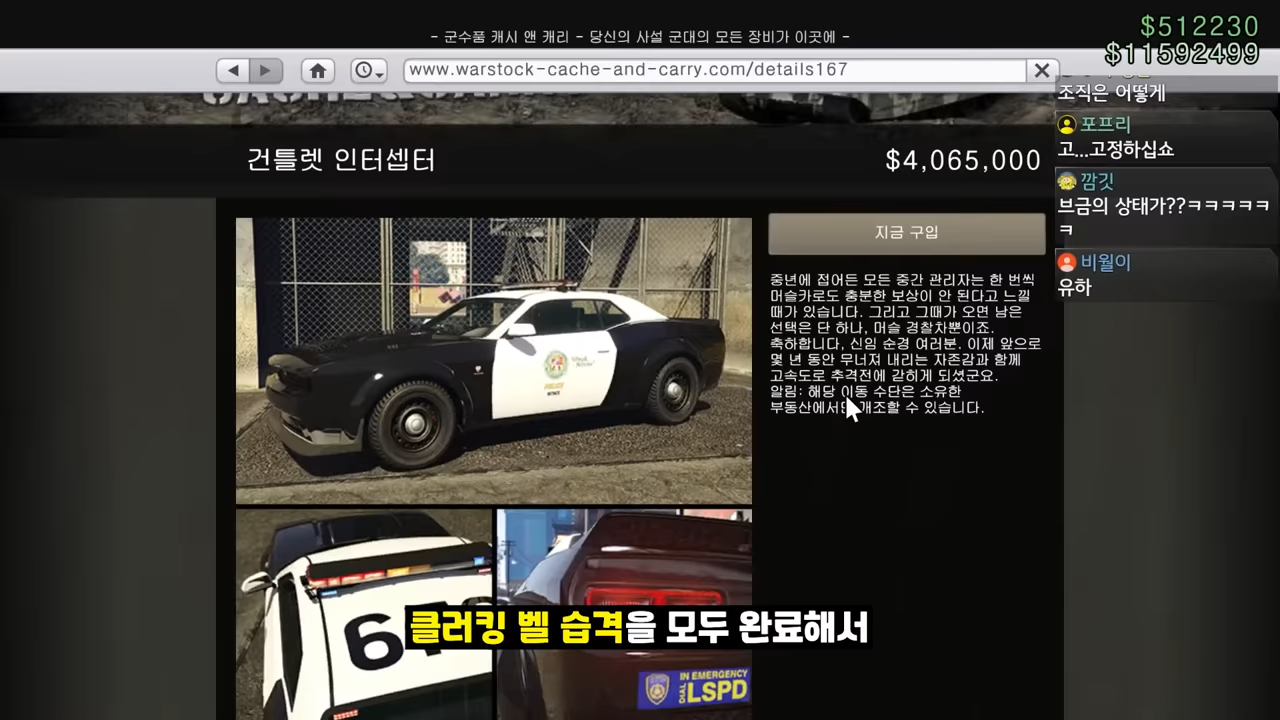 - 군수품 캐시 앤 캐리 - 당신의 사설 군대의 모든 장비가 이곳에 -
$512230
$11592499
www.warstock-cache-and-carry.com/details167
건틀렛 인터셉터
$4,065,000
지금 구입
중년에 접어든 모든 중간 관리자는 한 번씩
머슬카로도 충분한 보상이 안 된다고 느낄
때가 있습니다. 그리고 그때가 오면 남은
선택은 단 하나, 머슬 경찰차뿐이죠.
축하합니다, 신임 순경 여러분. 이제 앞으로
몇 년 동안 무너져 내리는 자존감과 함께
고속도로 추격전에 갇히게 되셨군요.
알림: 해당 이동 수단은 소유한
부동산에서만 개조할 수 있습니다.
조직은 어떻게
포프리
고...고정하십쇼
깜깃
브금의 상태가??ㅋㅋㅋㅋㅋ
ㅋ
비월이
유하
POLICE
IN EMERGENCY
DIAL
LSPD
클러킹 벨 습격을 모두 완료해서